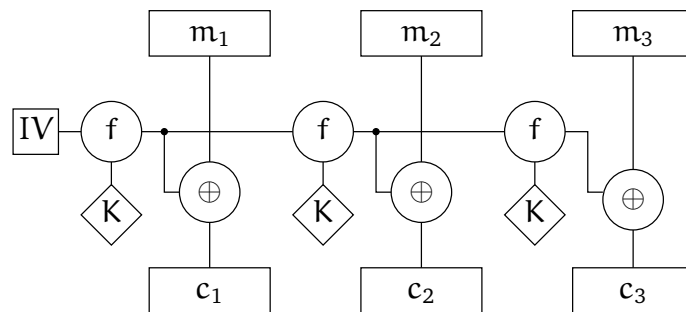 m₁ m₂ m₃
IV f f f
⊕ ⊕ ⊕
K K K
c₁ c₂ c₃